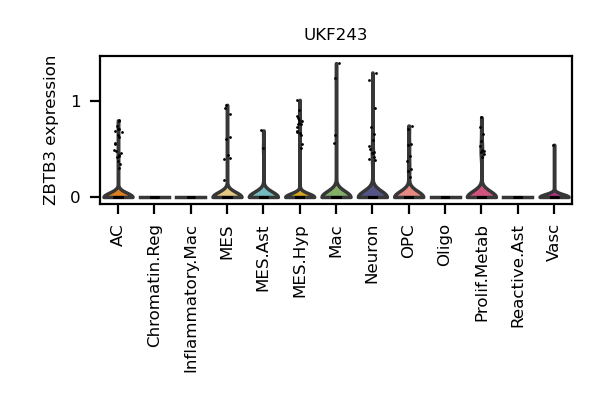 UKF243
ZBTB3 expression
1
0
AC
Chromatin.Reg
Inflammatory.Mac
MES
MES.Ast
MES.Hyp
Mac
Neuron
OPC
Oligo
Prolif.Metab
Reactive.Ast
Vasc